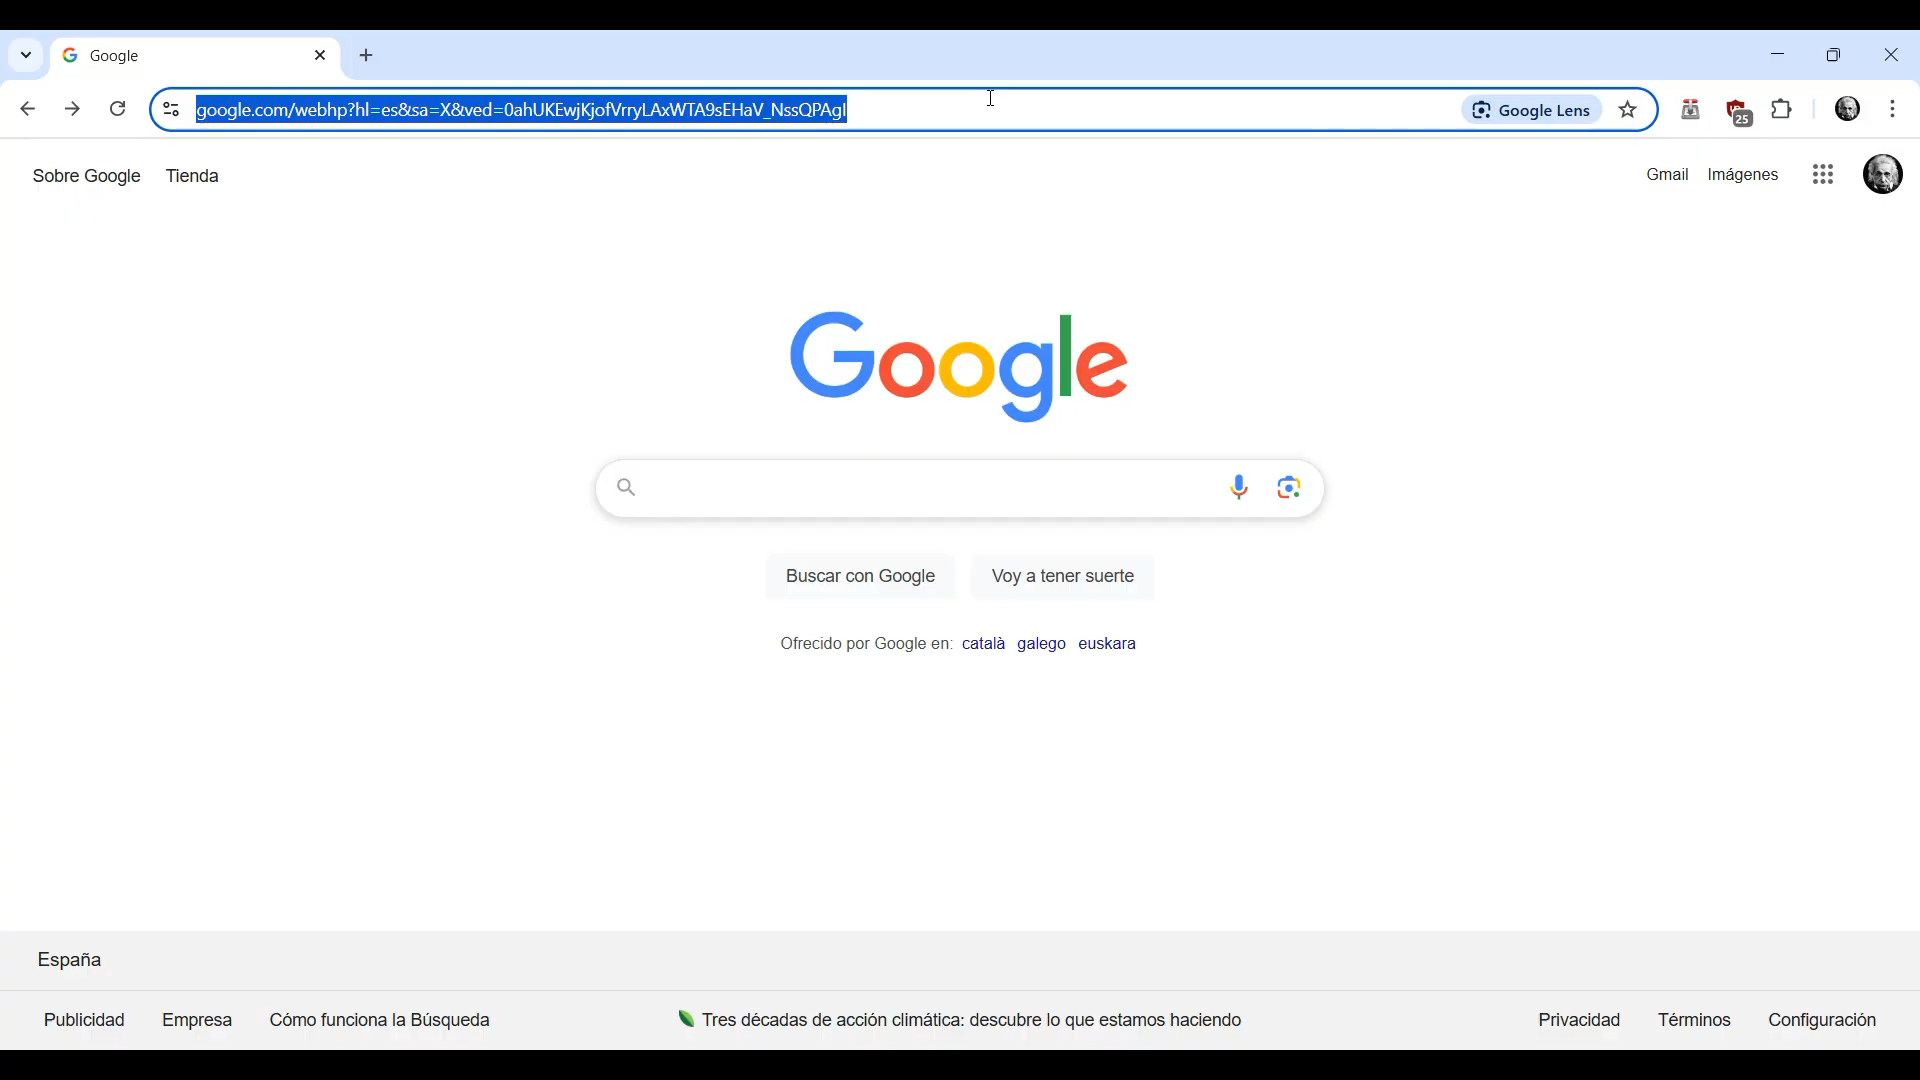 Google
google.com/webhp?hl=es&sa=X&ved=0ahUKEwjKjofVrryLAxWTA9sEHaV_NssQPAgI
Google Lens
25
Sobre Google Tienda
Gmail Imágenes
Google
Buscar con Google Voy a tener suerte
Ofrecido por Google en: català galego euskara
España
Publicidad Empresa Cómo funciona la Búsqueda Tres décadas de acción climática: descubre lo que estamos haciendo Privacidad Términos Configuración